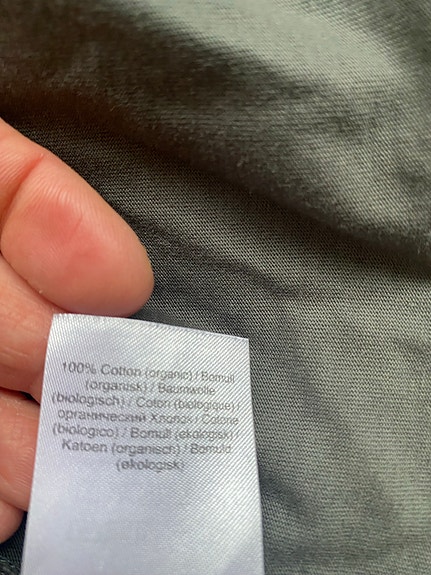 100% Cotton (organic) / Bomull
(organisk) / Baumwolle
(biologisch) / Coton (biologique) /
органический Хлопок / Cotone
(biologico) / Bomull (ekologisk) /
Katoen (organisch) / Bomuld
(økologisk)